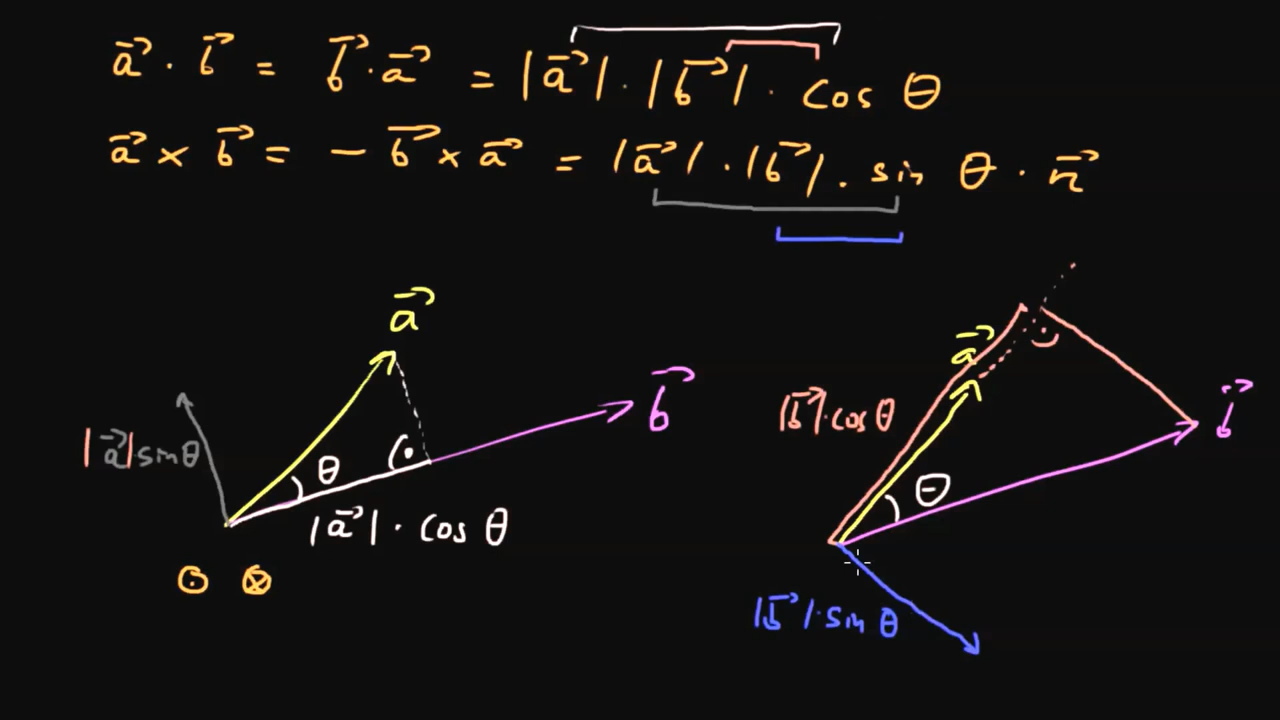 a⃗ · b⃗ = b⃗ · a⃗ = |a⃗| · |b⃗| · cos θ
a⃗ × b⃗ = − b⃗ × a⃗ = |a⃗| · |b⃗| . sin θ · n⃗
a⃗
b⃗
|a⃗| sin θ
θ
|a⃗| · cos θ
a⃗
|b⃗| · cos θ
b⃗
θ
|b⃗| · sin θ